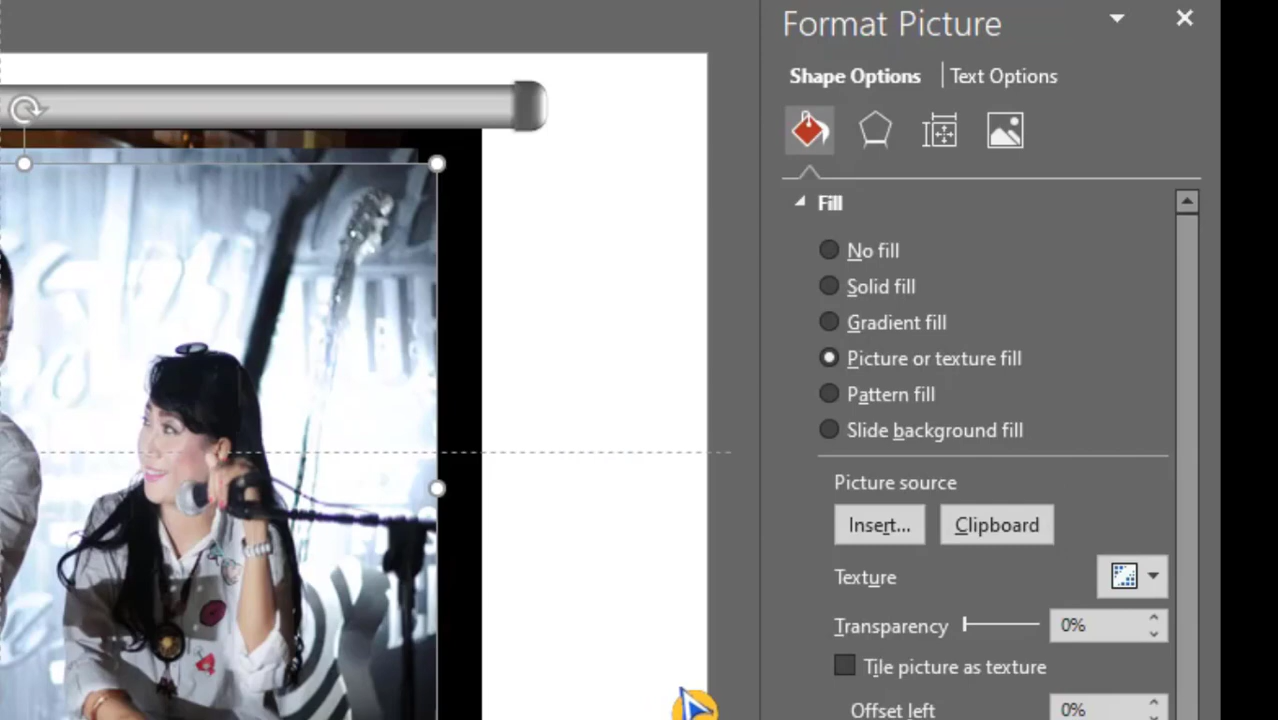 Format Picture
Shape Options
Text Options
Fill
No fill
Solid fill
Gradient fill
Picture or texture fill
Pattern fill
Slide background fill
Picture source
Insert...
Clipboard
Texture
Transparency
0%
Tile picture as texture
Offset left
0%